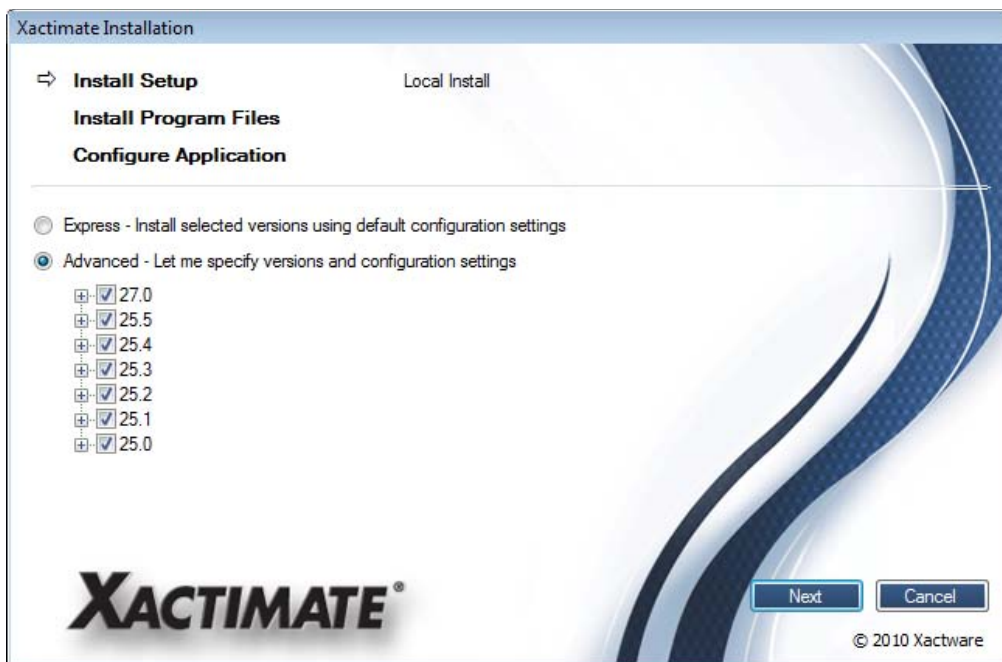 Xactimate Installation
Install Setup Local Install
Install Program Files
Configure Application
Express - Install selected versions using default configuration settings
Advanced - Let me specify versions and configuration settings
27.0
25.5
25.4
25.3
25.2
25.1
25.0
XACTIMATE®
Next Cancel
© 2010 Xactware